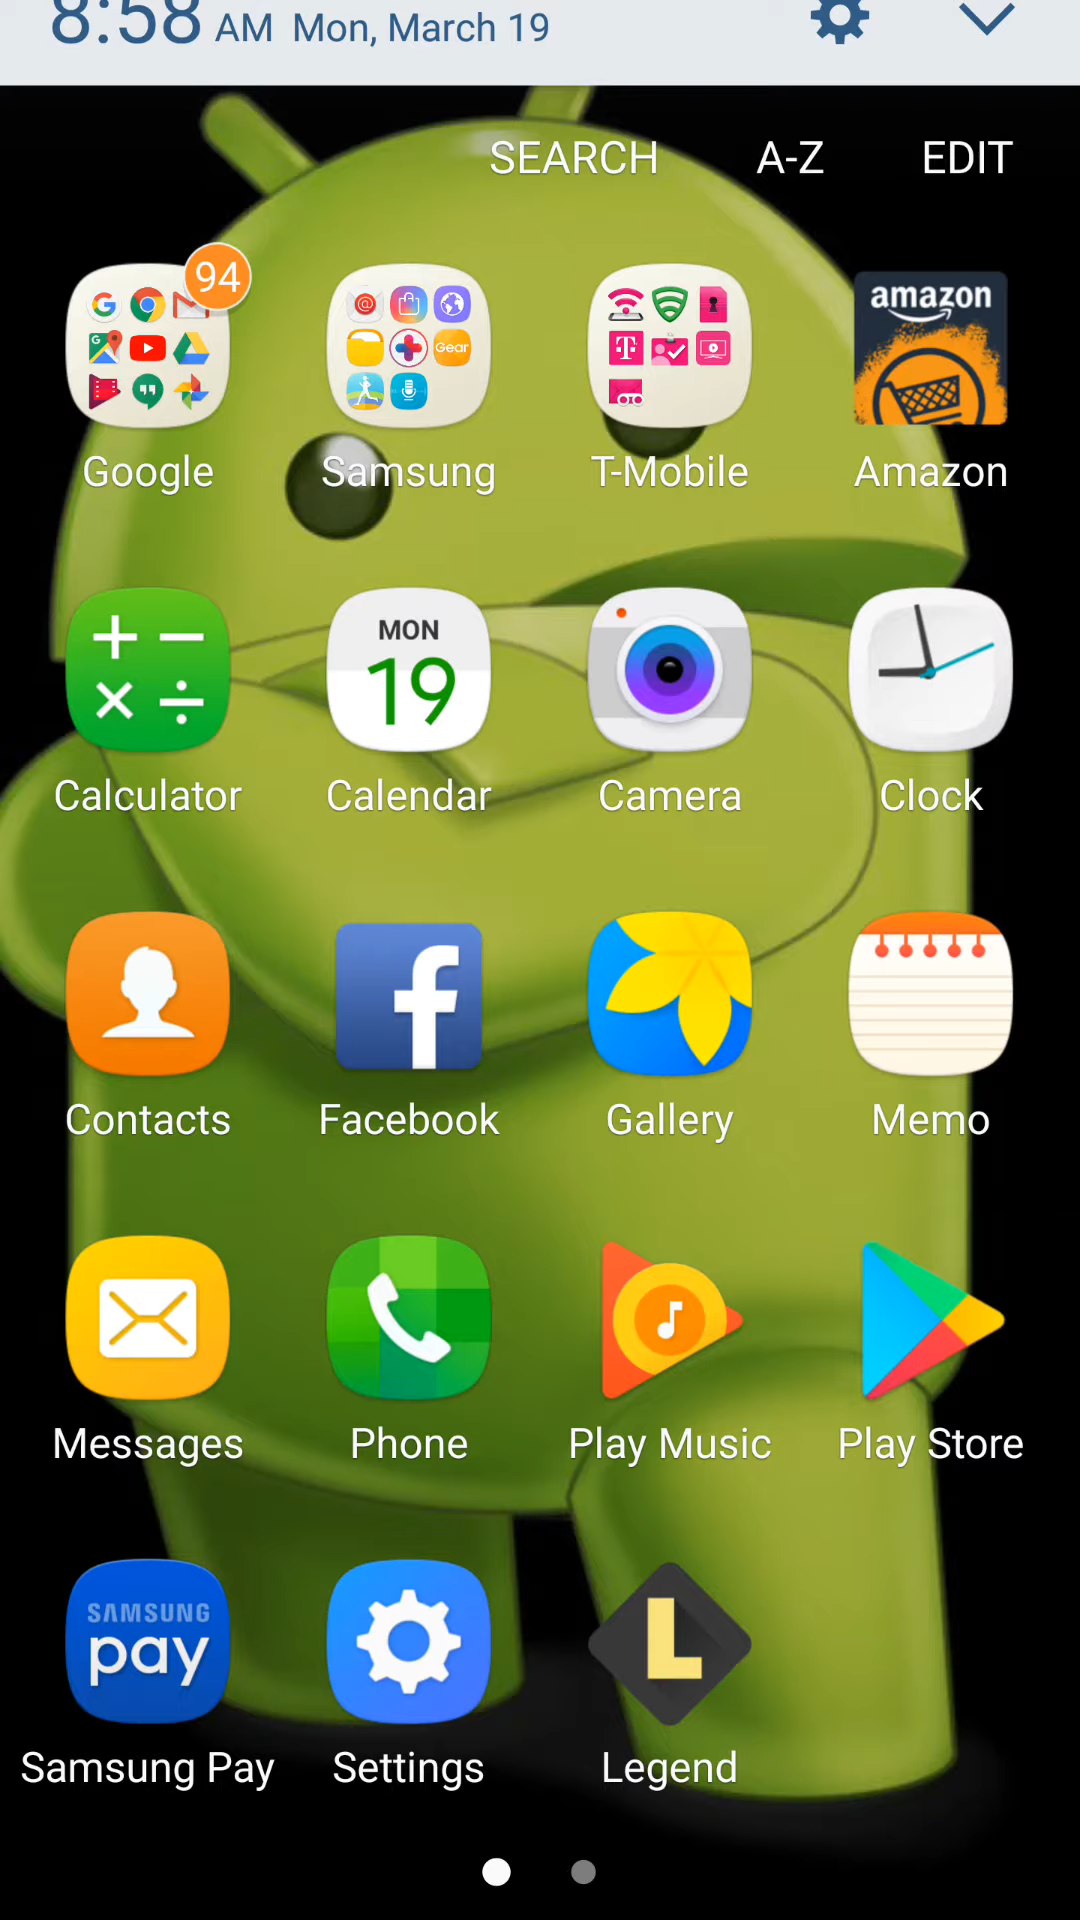 8:58 AM Mon, March 19
SEARCH A-Z EDIT
94
G
Gear
T
amazon
Google Samsung T-Mobile Amazon
MON
19
Calculator Calendar Camera Clock
f
Contacts Facebook Gallery Memo
Messages Phone Play Music Play Store
SAMSUNG
pay
L
Samsung Pay Settings Legend